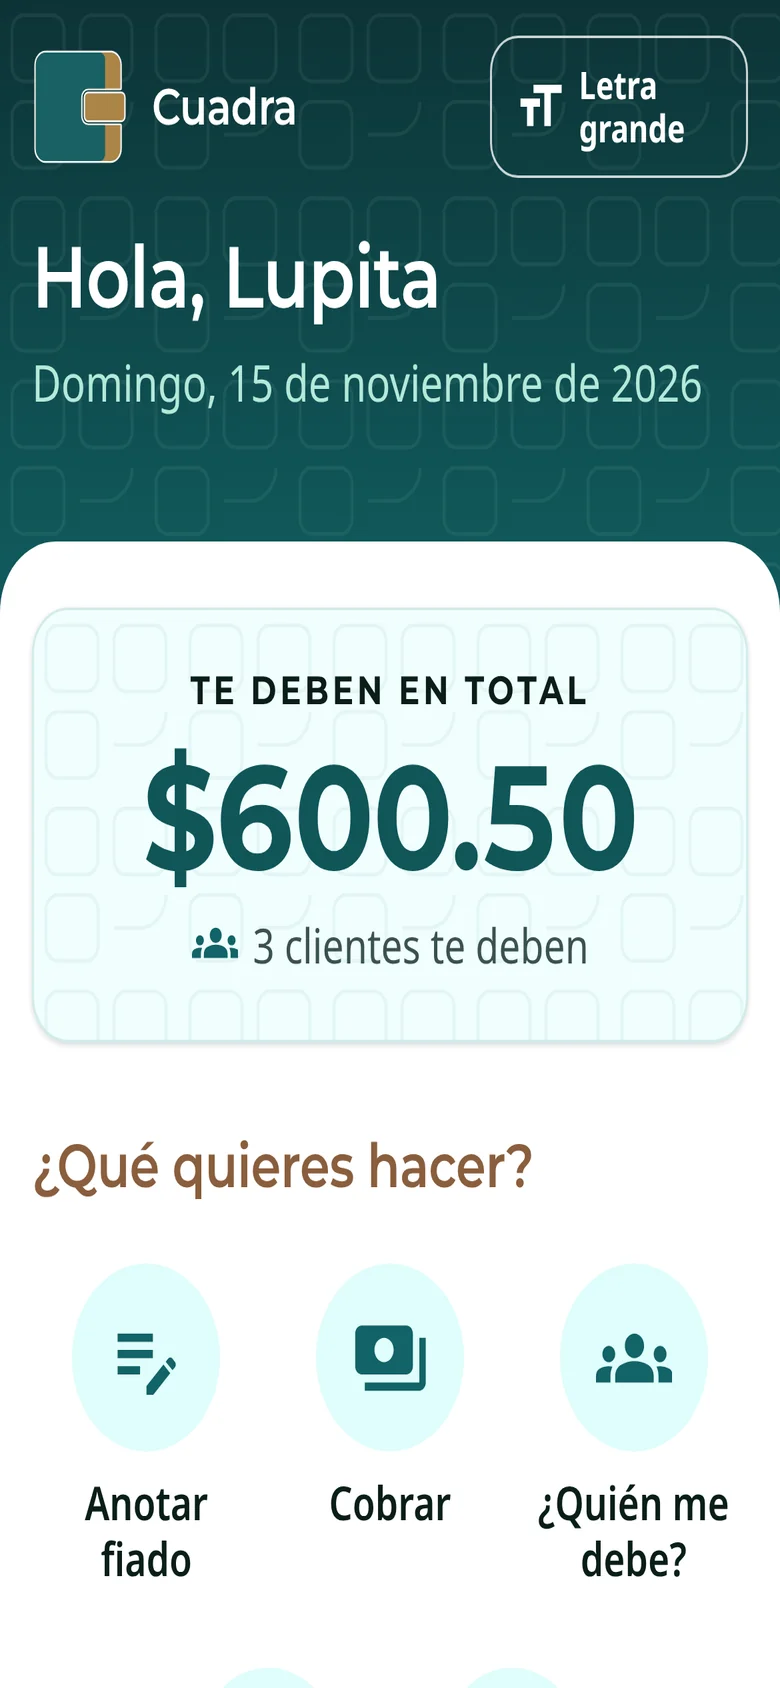 Cuadra
Letra
grande
Hola, Lupita
Domingo, 15 de noviembre de 2026
TE DEBEN EN TOTAL
$600.50
3 clientes te deben
¿Qué quieres hacer?
Anotar
fiado
Cobrar
¿Quién me
debe?